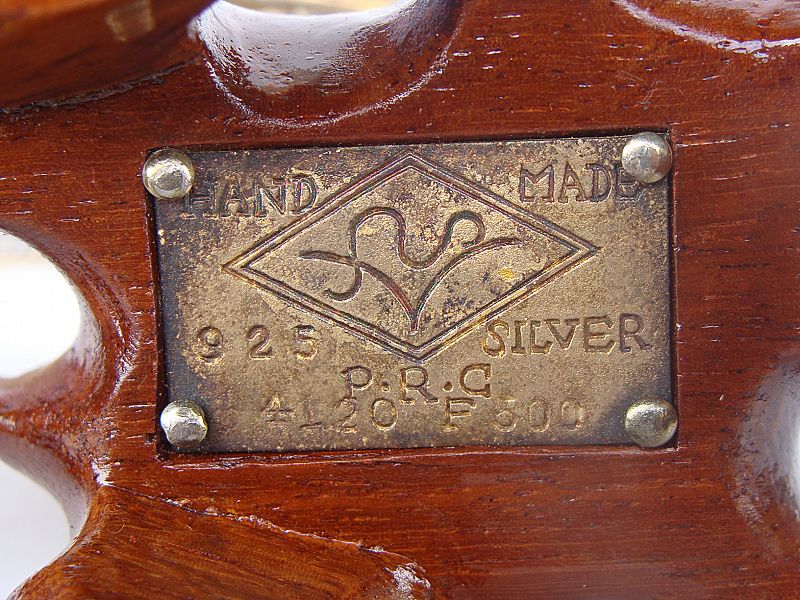 HAND MADE
925 SILVER
P.R.C
4120 F 500